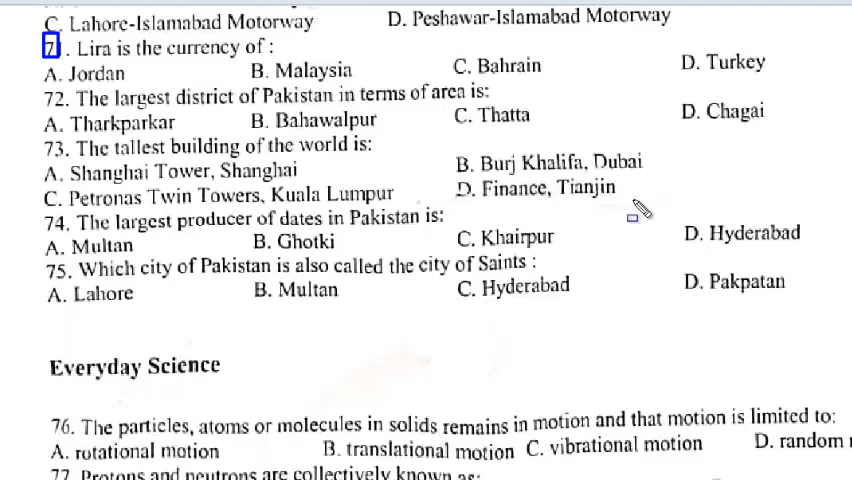 C. Lahore-Islamabad Motorway D. Peshawar-Islamabad Motorway
71. Lira is the currency of :
A. Jordan B. Malaysia C. Bahrain D. Turkey
72. The largest district of Pakistan in terms of area is:
A. Tharkparkar B. Bahawalpur C. Thatta D. Chagai
73. The tallest building of the world is:
A. Shanghai Tower, Shanghai B. Burj Khalifa, Dubai
C. Petronas Twin Towers, Kuala Lumpur D. Finance, Tianjin
74. The largest producer of dates in Pakistan is:
A. Multan B. Ghotki C. Khairpur D. Hyderabad
75. Which city of Pakistan is also called the city of Saints :
A. Lahore B. Multan C. Hyderabad D. Pakpatan
Everyday Science
76. The particles, atoms or molecules in solids remains in motion and that motion is limited to:
A. rotational motion B. translational motion C. vibrational motion D. random
77. Protons and neutrons are collectively known as: